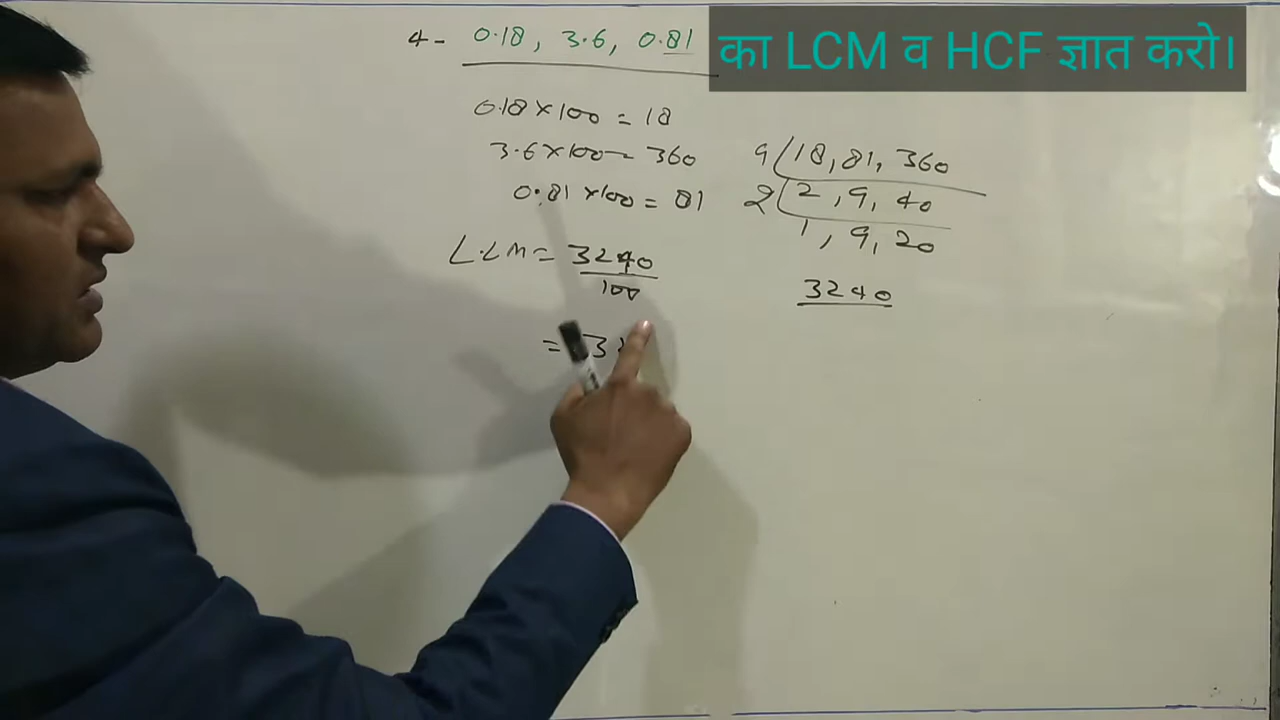 4- 0.18, 3.6, 0.81 का LCM व HCF ज्ञात करो।
0.18×100 = 18
3.6×100= 360
0.81×100 = 81
L.L.M = 3240
100
= 3
9 18, 81, 360
2 2, 9, 40
1, 9, 20
3240